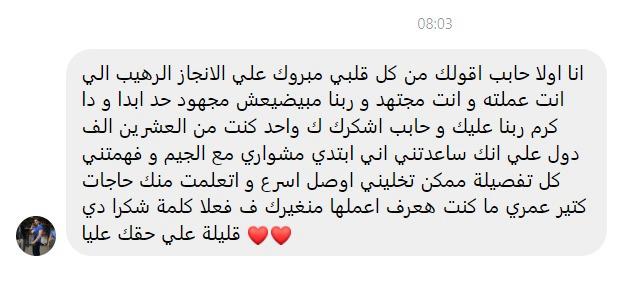 08:03
انا اولا حابب اقولك من كل قلبي مبروك علي الانجاز الرهيب الي
انت عملته و انت مجتهد و ربنا مبيضيعش مجهود حد ابدا و دا
كرم ربنا عليك و حابب اشكرك ك واحد كنت من العشرين الف
دول علي انك ساعدتني اني ابتدي مشواري مع الجيم و فهمتني
كل تفصيلة ممكن تخليني اوصل اسرع و اتعلمت منك حاجات
كتير عمري ما كنت هعرف اعملها منغيرك ف فعلا كلمة شكرا دي
قليلة علي حقك عليا ❤️❤️